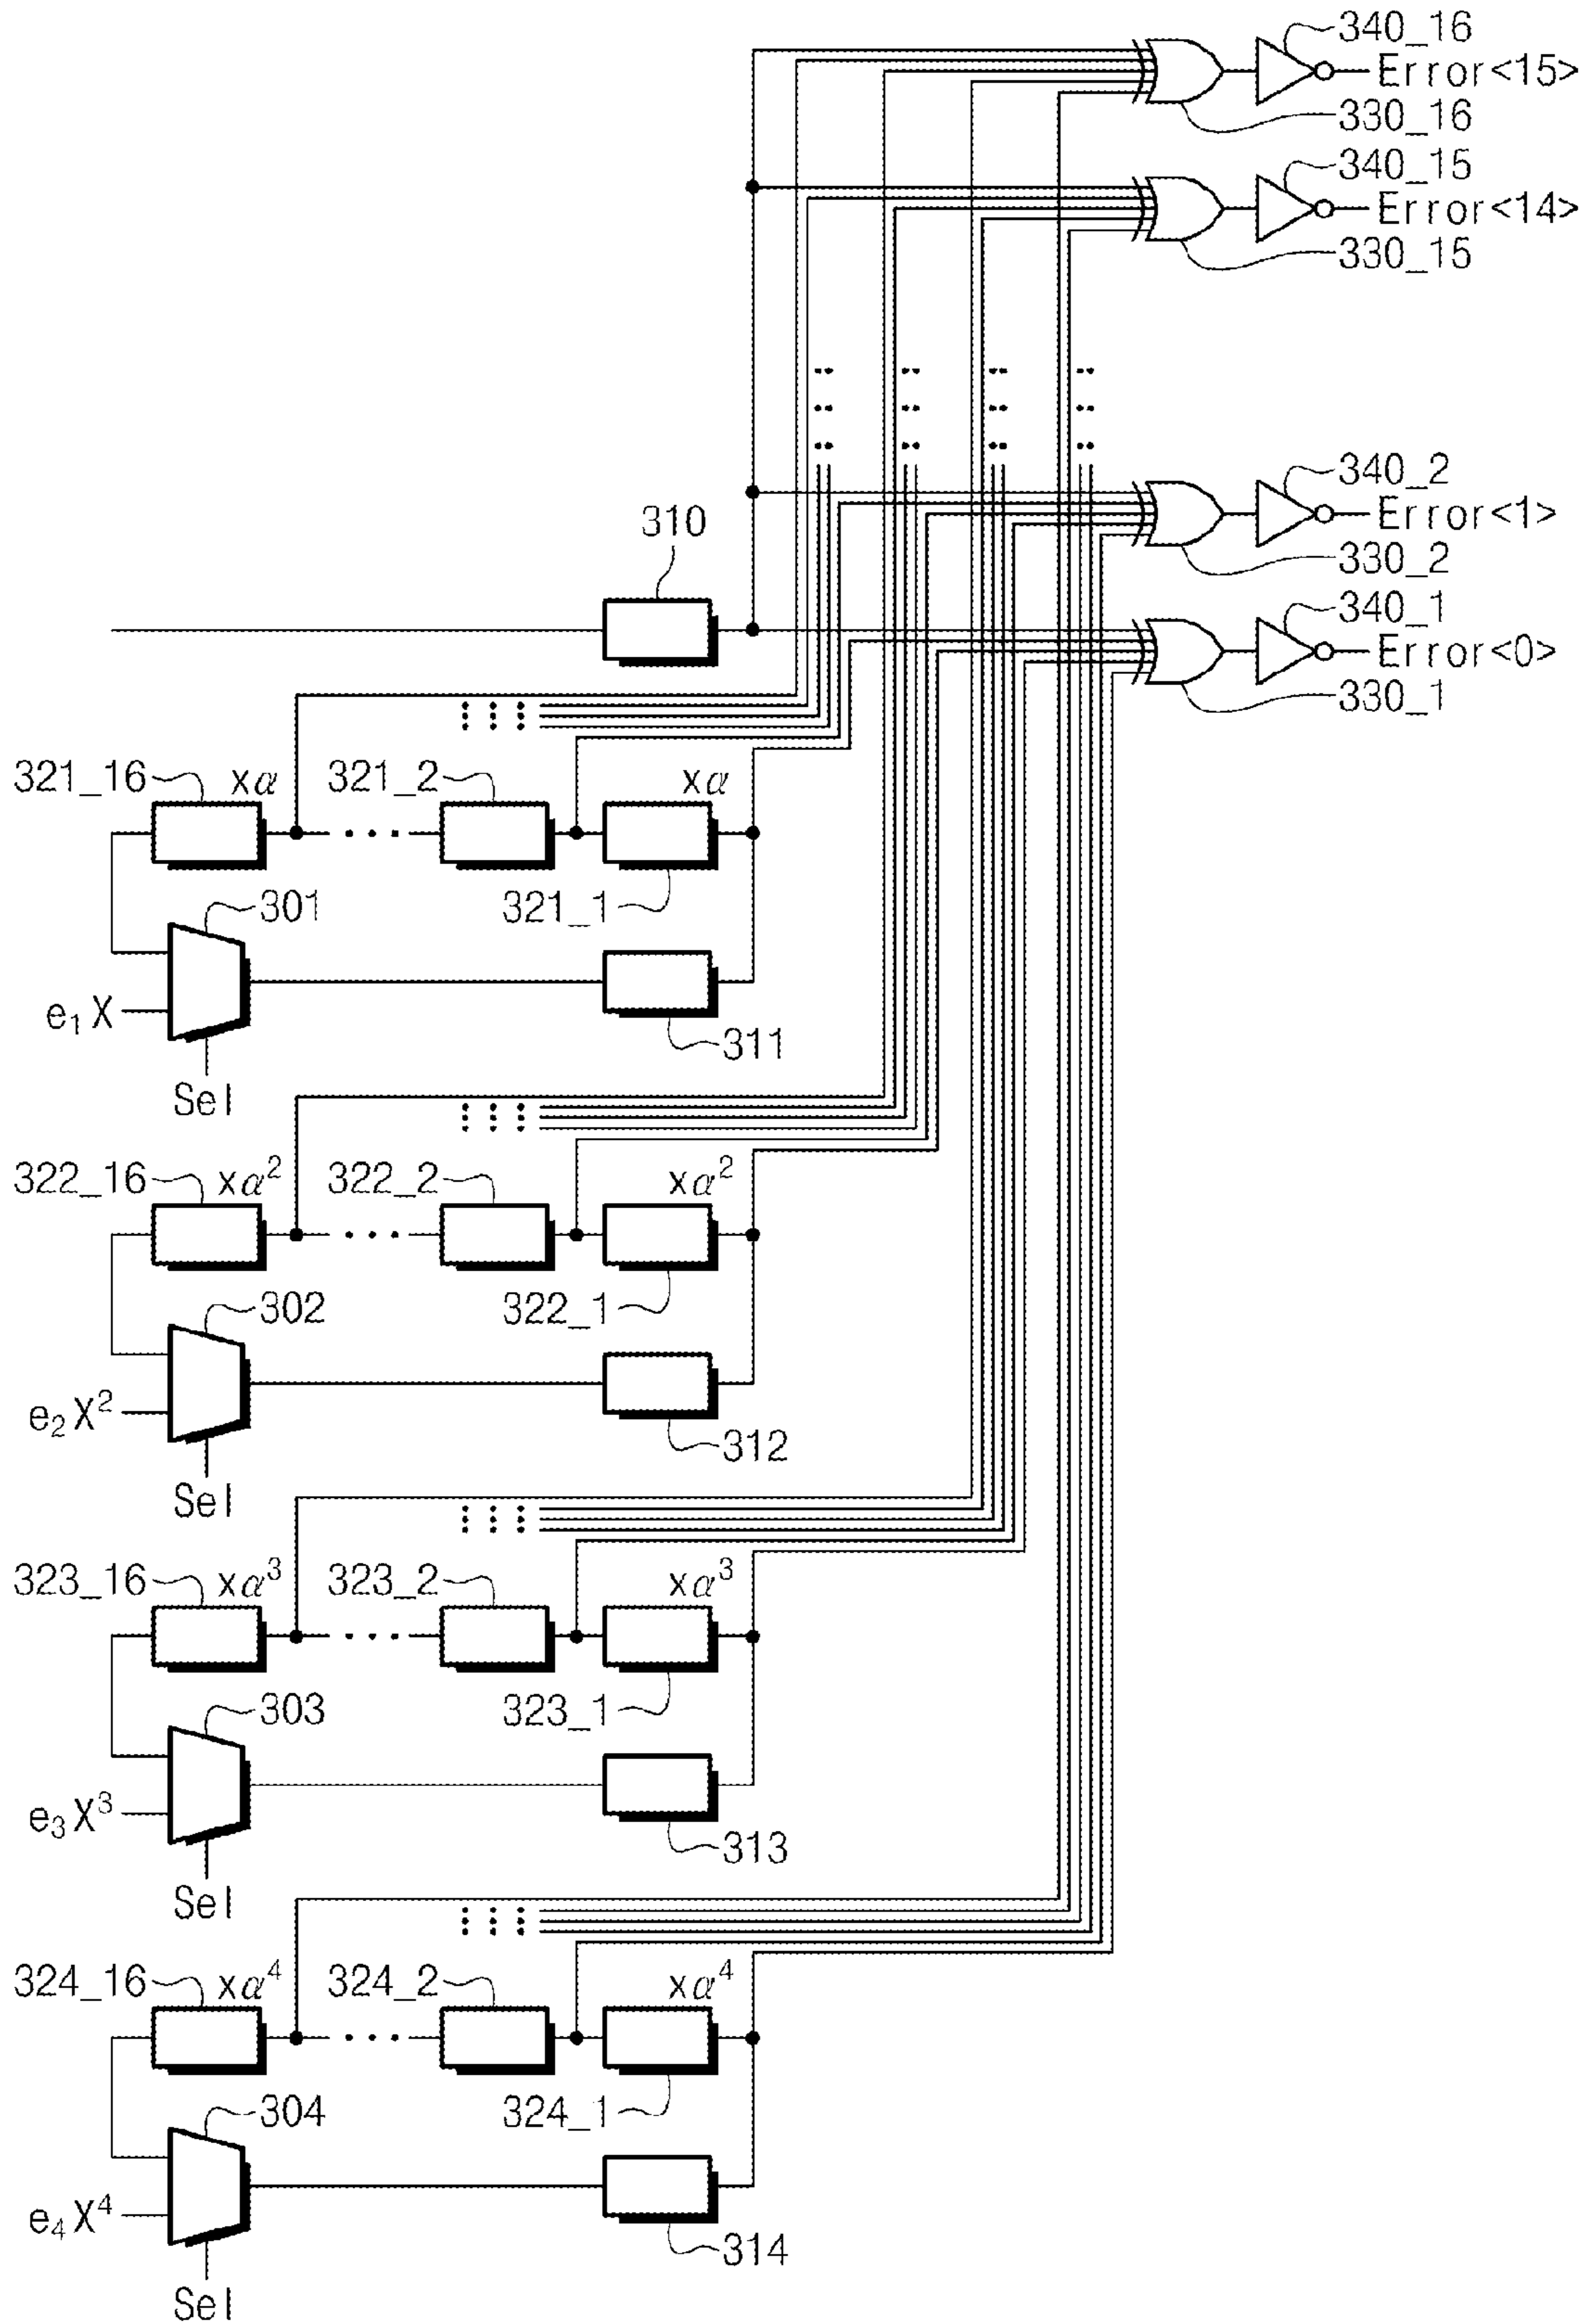 340_16
Error<15>
330_16
340_15
Error<14>
330_15
340_2
Error<1>
330_2
310
340_1
Error<0>
330_1
321_16
xα
321_2
xα
321_1
301
e₁X
311
Sel
322_16
xα²
322_2
xα²
322_1
302
e₂X²
312
Sel
323_16
xα³
323_2
xα³
323_1
303
e₃X³
313
Sel
324_16
xα⁴
324_2
xα⁴
324_1
304
e₄X⁴
314
Sel